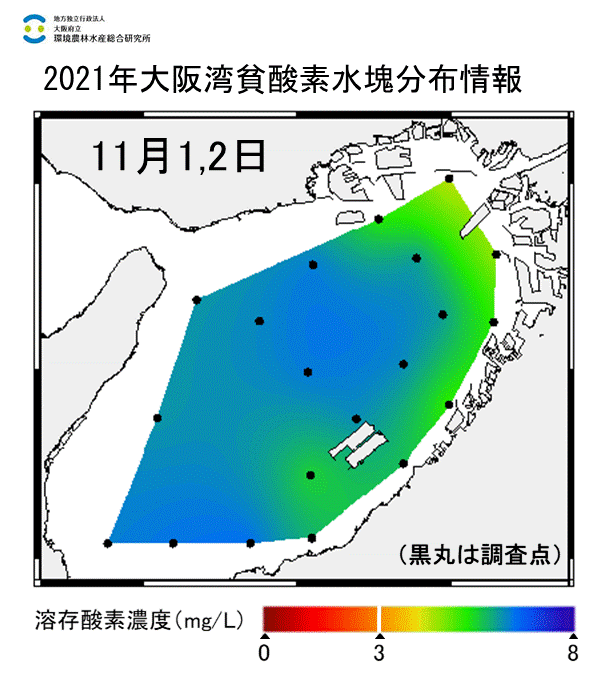 地方独立行政法人
大阪府立
環境農林水産総合研究所
2021年大阪湾貧酸素水塊分布情報
11月1,2日
(黒丸は調査点)
溶存酸素濃度(mg/L)
0 3 8